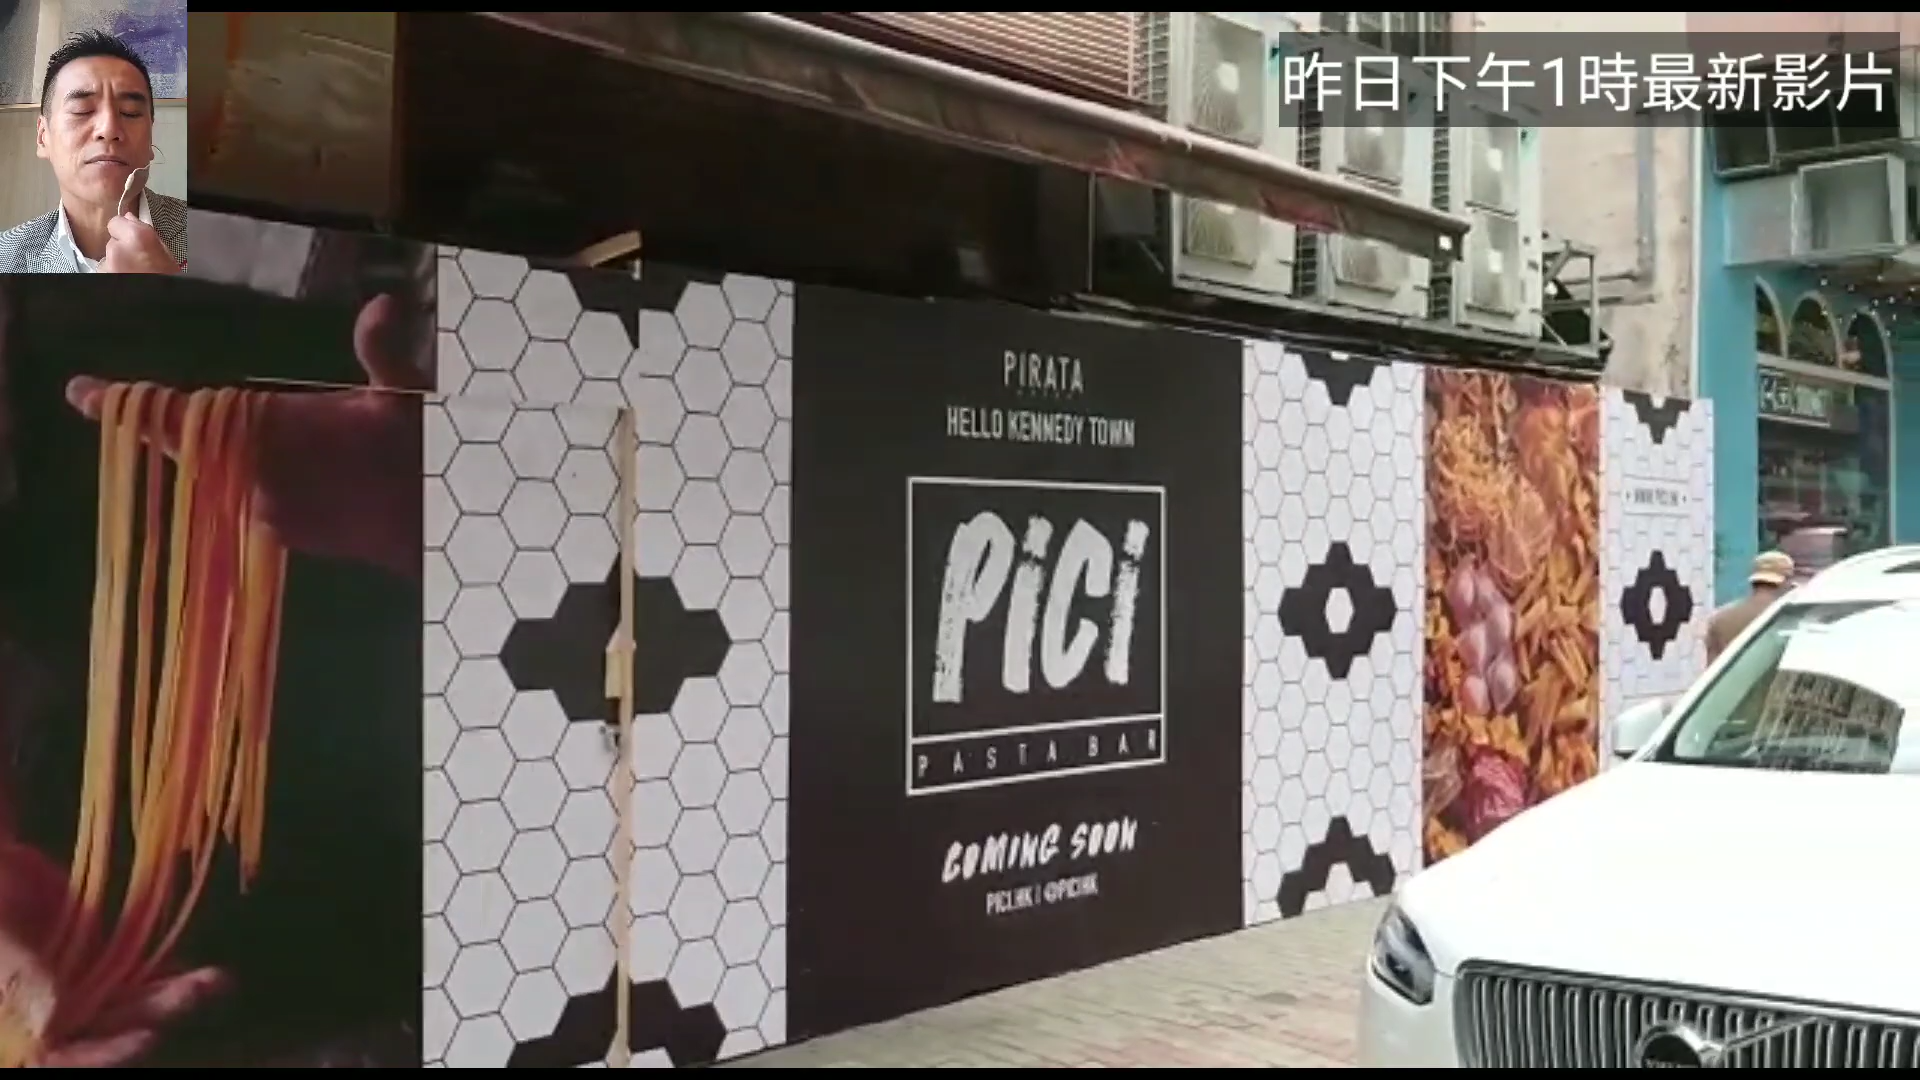 昨日下午1時最新影片
PIRATA
HELLO KENNEDY TOWN
PiCi
PASTA BAR
COMING SOON
PICI.HK | @PICIHK